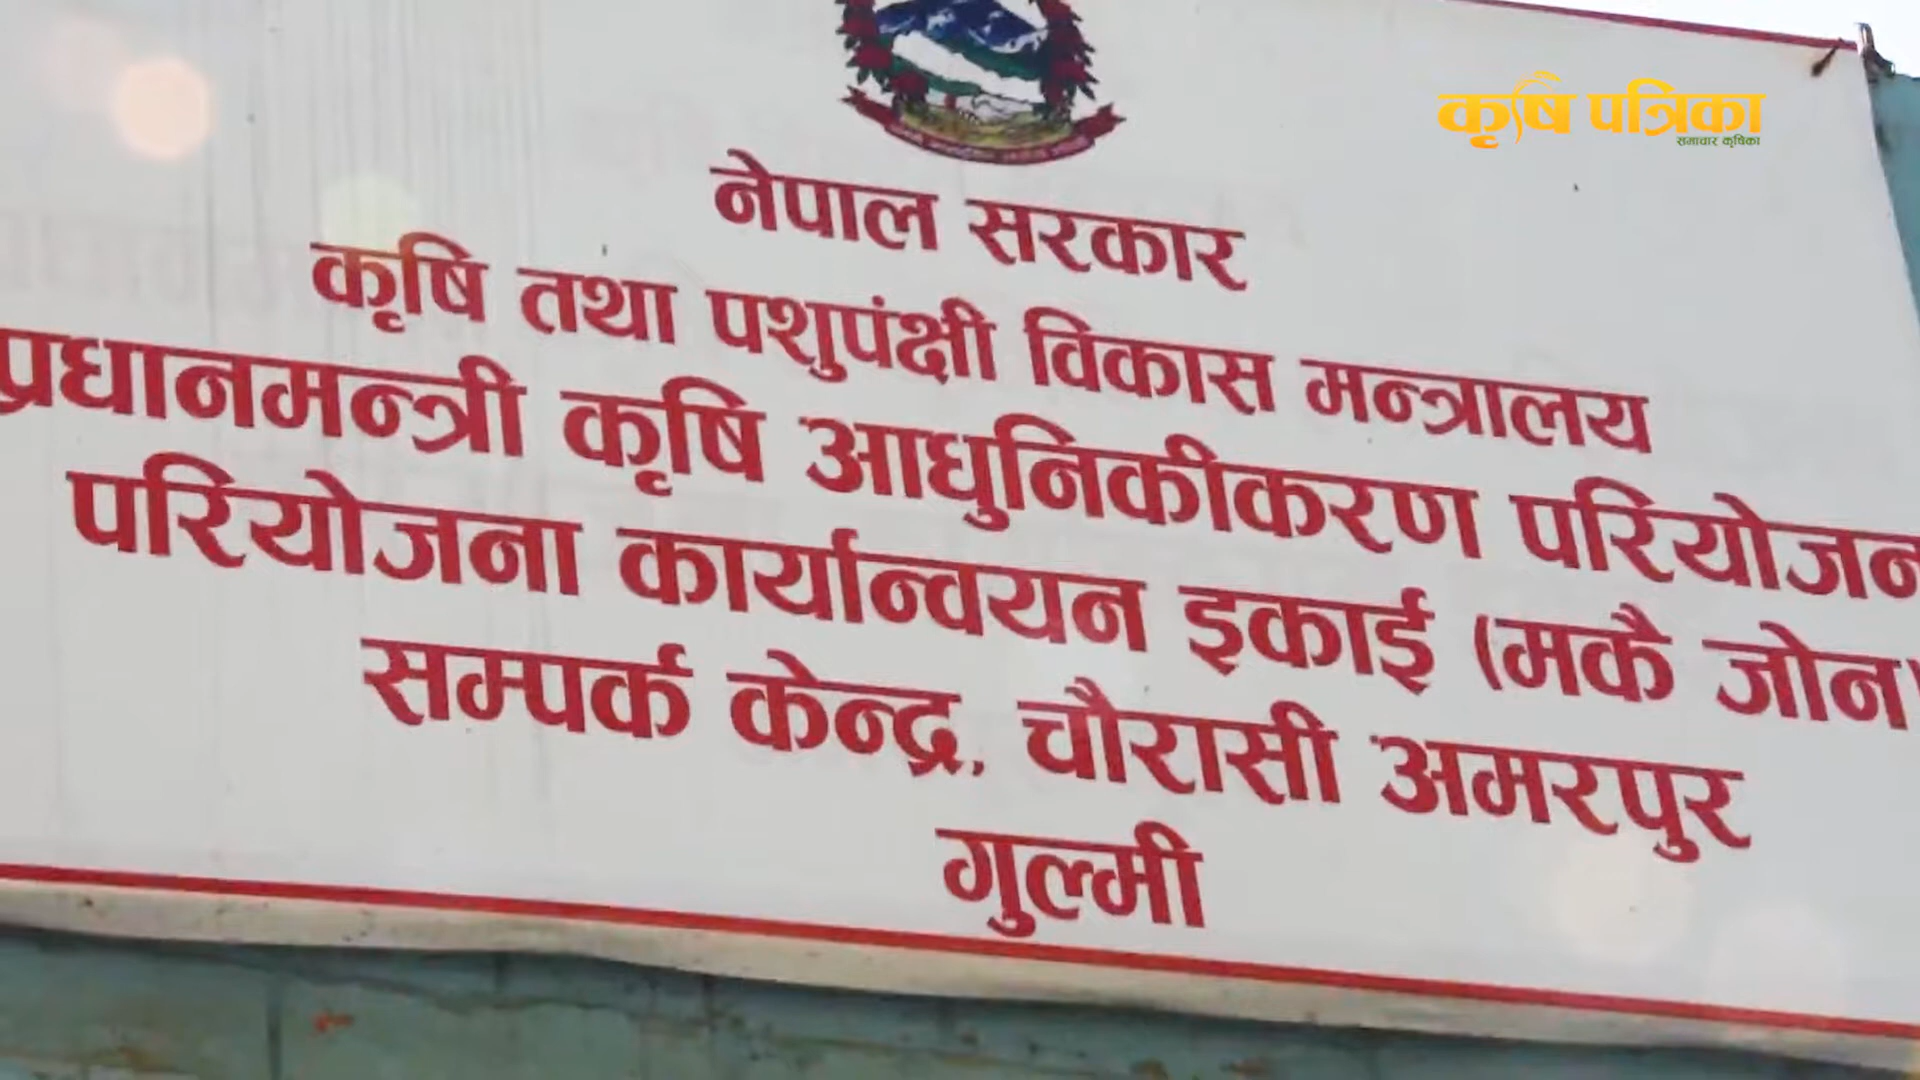 कृषि पत्रिका
समाचार कृषिका
नेपाल सरकार
कृषि तथा पशुपंक्षी विकास मन्त्रालय
प्रधानमन्त्री कृषि आधुनिकीकरण परियोजन
परियोजना कार्यान्वयन इकाई (मकै जोन)
सम्पर्क केन्द्र, चौरासी अमरपुर
गुल्मी